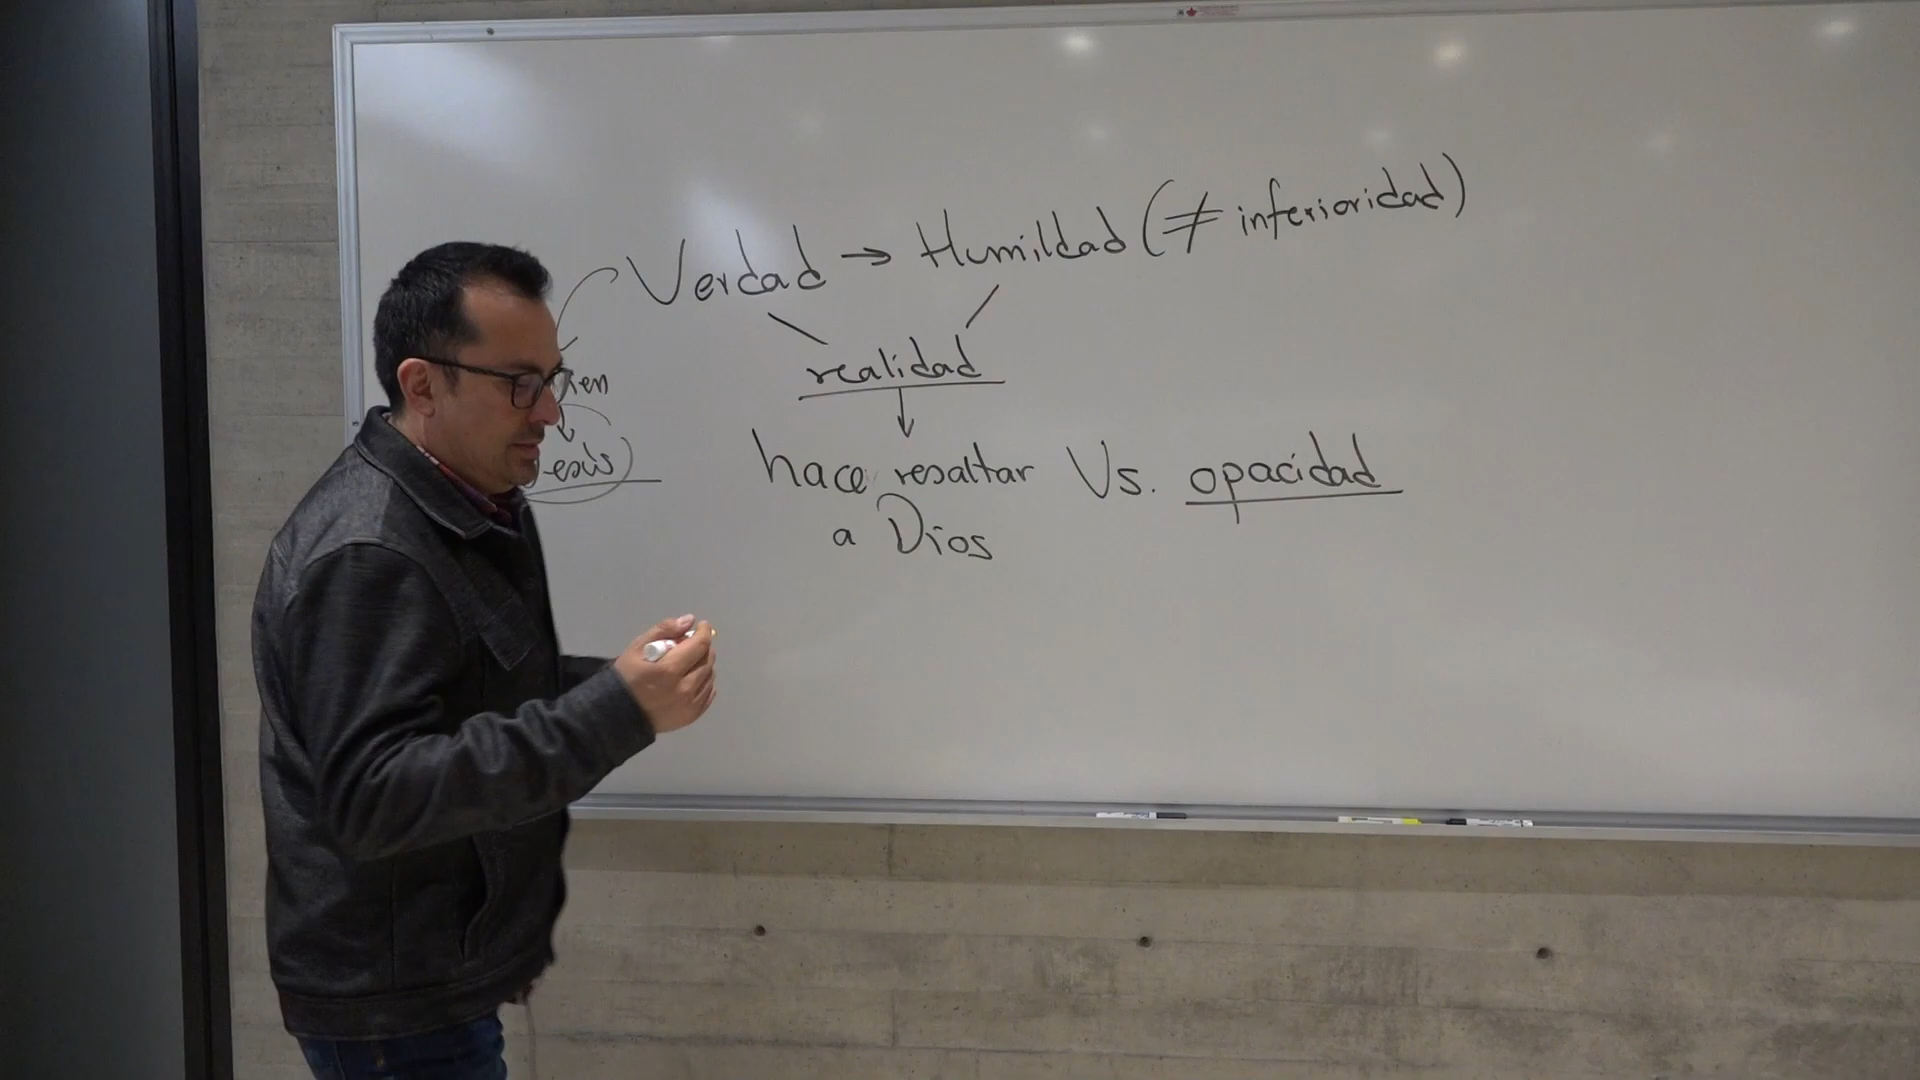 Verdad → Humildad (≠ inferioridad)
realidad
hace resaltar Vs. opacidad
a Dios